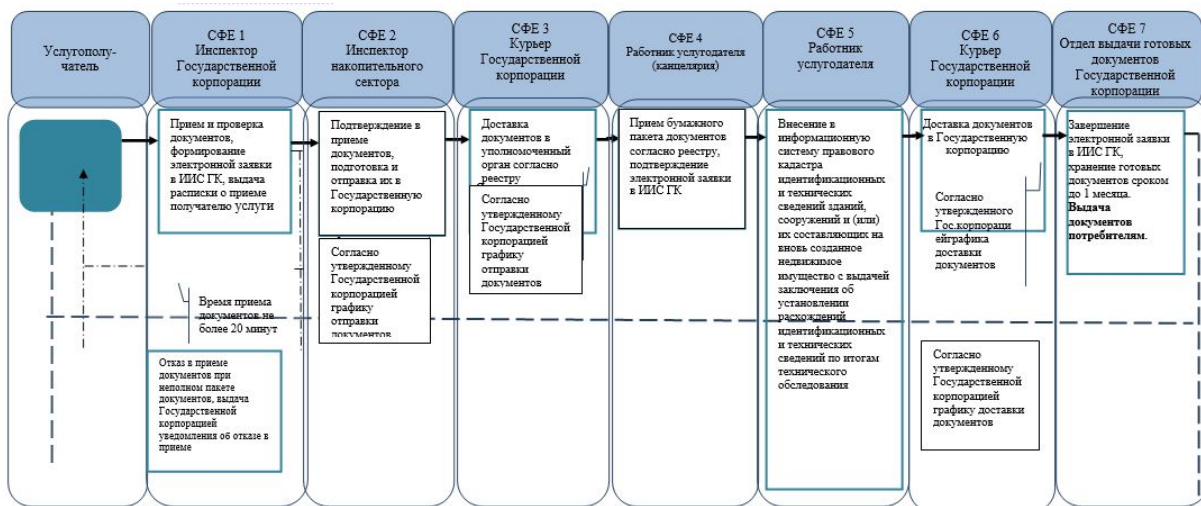 Услугополу-
чатель
СФЕ 1
Инспектор
Государственной
корпорации
СФЕ 2
Инспектор
накопительного
сектора
СФЕ 3
Курьер
Государственной
корпорации
СФЕ 4
Работник услугодателя
(канцелярия)
СФЕ 5
Работник
услугодателя
СФЕ 6
Курьер
Государственной
корпорации
СФЕ 7
Отдел выдачи готовых
документов
Государственной
корпорации
Прием и проверка
документов,
формирование
электронной заявки
в ИИС ГК, выдача
расписки о приеме
получателю услуги
Время приема
документов не
более 20 минут
Отказ в приеме
документов при
неполном пакете
документов, выдача
Государственной
корпорацией
уведомления об отказе в
приеме
Подтверждение в
приеме
документов,
подготовка и
отправка их в
Государственную
корпорацию
Согласно
утвержденному
Государственной
корпорацией
графику
отправки
документов
Доставка
документов в
уполномоченный
орган согласно
реестру
Согласно
утвержденному
Государственной
корпорацией
графику
отправки
документов
Прием бумажного
пакета документов
согласно реестру,
подтверждение
электронной заявки
в ИИС ГК
Внесение в
информационную
систему правового
кадастра
идентификационных
и технических
сведений зданий,
сооружений и (или)
их составляющих на
вновь созданное
недвижимое
имущество с выдачей
заключения об
установлении
расхождений
идентификационных
и технических
сведений по итогам
технического
обследования
Доставка документов
в Государственную
корпорацию
Согласно
утвержденного
Гос.корпораци
ейграфика
доставки
документов
Согласно
утвержденному
Государственной
корпорацией
графику доставки
документов
Завершение
электронной заявки
в ИИС ГК,
хранение готовых
документов сроком
до 1 месяца.
Выдача
документов
потребителям.